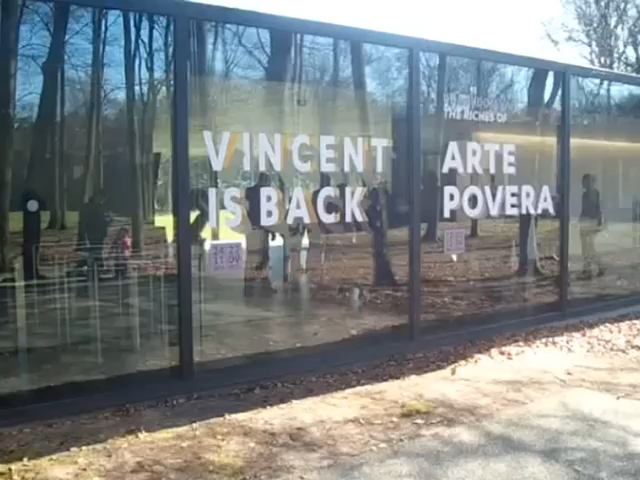 VINCENT
IS BACK
THE RICHES OF
ARTE
POVERA